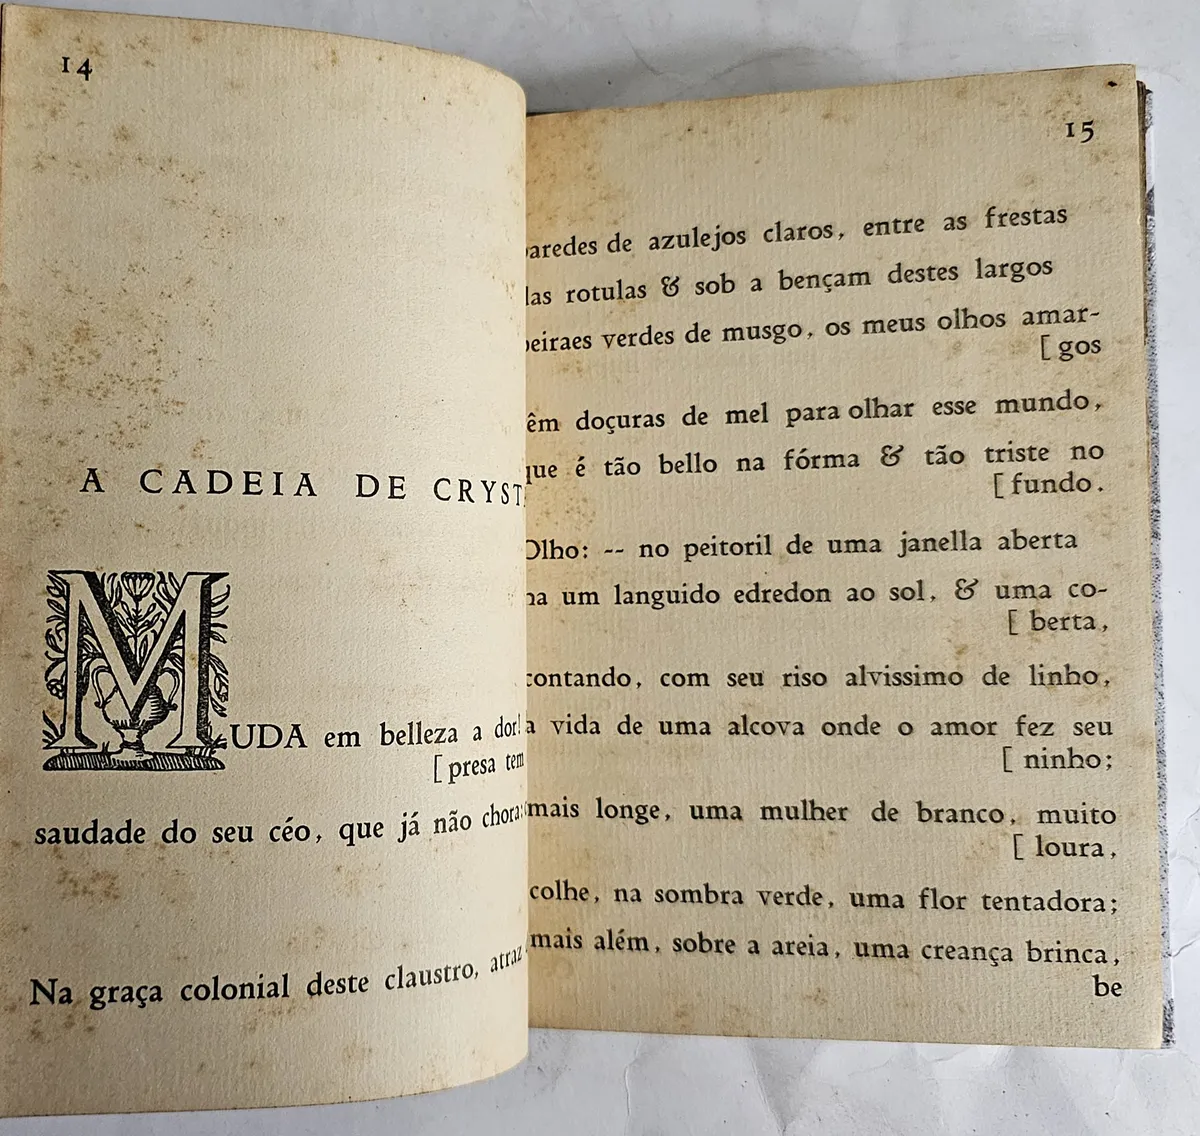 14
A CADEIA DE CRYST
MUDA em belleza a dor!
[ presa tem
saudade do seu céo, que já não chora:
Na graça colonial deste claustro, atraz
15
aredes de azulejos claros, entre as frestas
las rotulas & sob a bençam destes largos
eiraes verdes de musgo, os meus olhos amar-
[ gos
êm doçuras de mel para olhar esse mundo,
que é tão bello na fórma & tão triste no
[ fundo.
Olho: -- no peitoril de uma janella aberta
ha um languido edredon ao sol, & uma co-
[ berta,
contando, com seu riso alvissimo de linho,
a vida de uma alcova onde o amor fez seu
[ ninho;
mais longe, uma mulher de branco, muito
[ loura,
colhe, na sombra verde, uma flor tentadora;
mais além, sobre a areia, uma creança brinca,
be